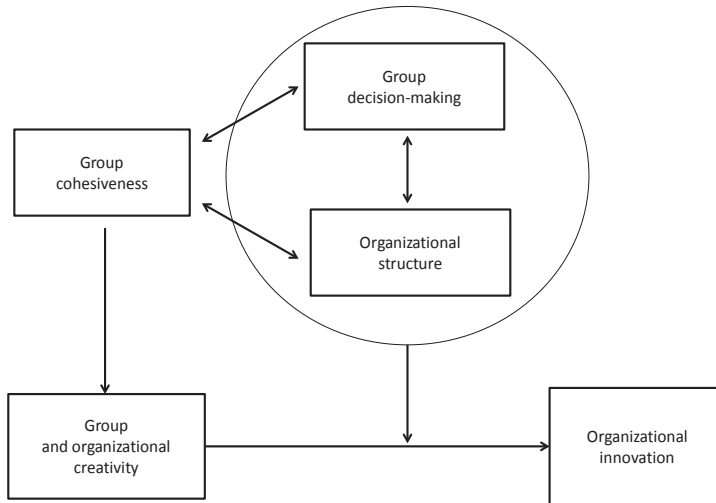 Group
decision-making
Group
cohesiveness
Organizational
structure
Group
and organizational
creativity
Organizational
innovation